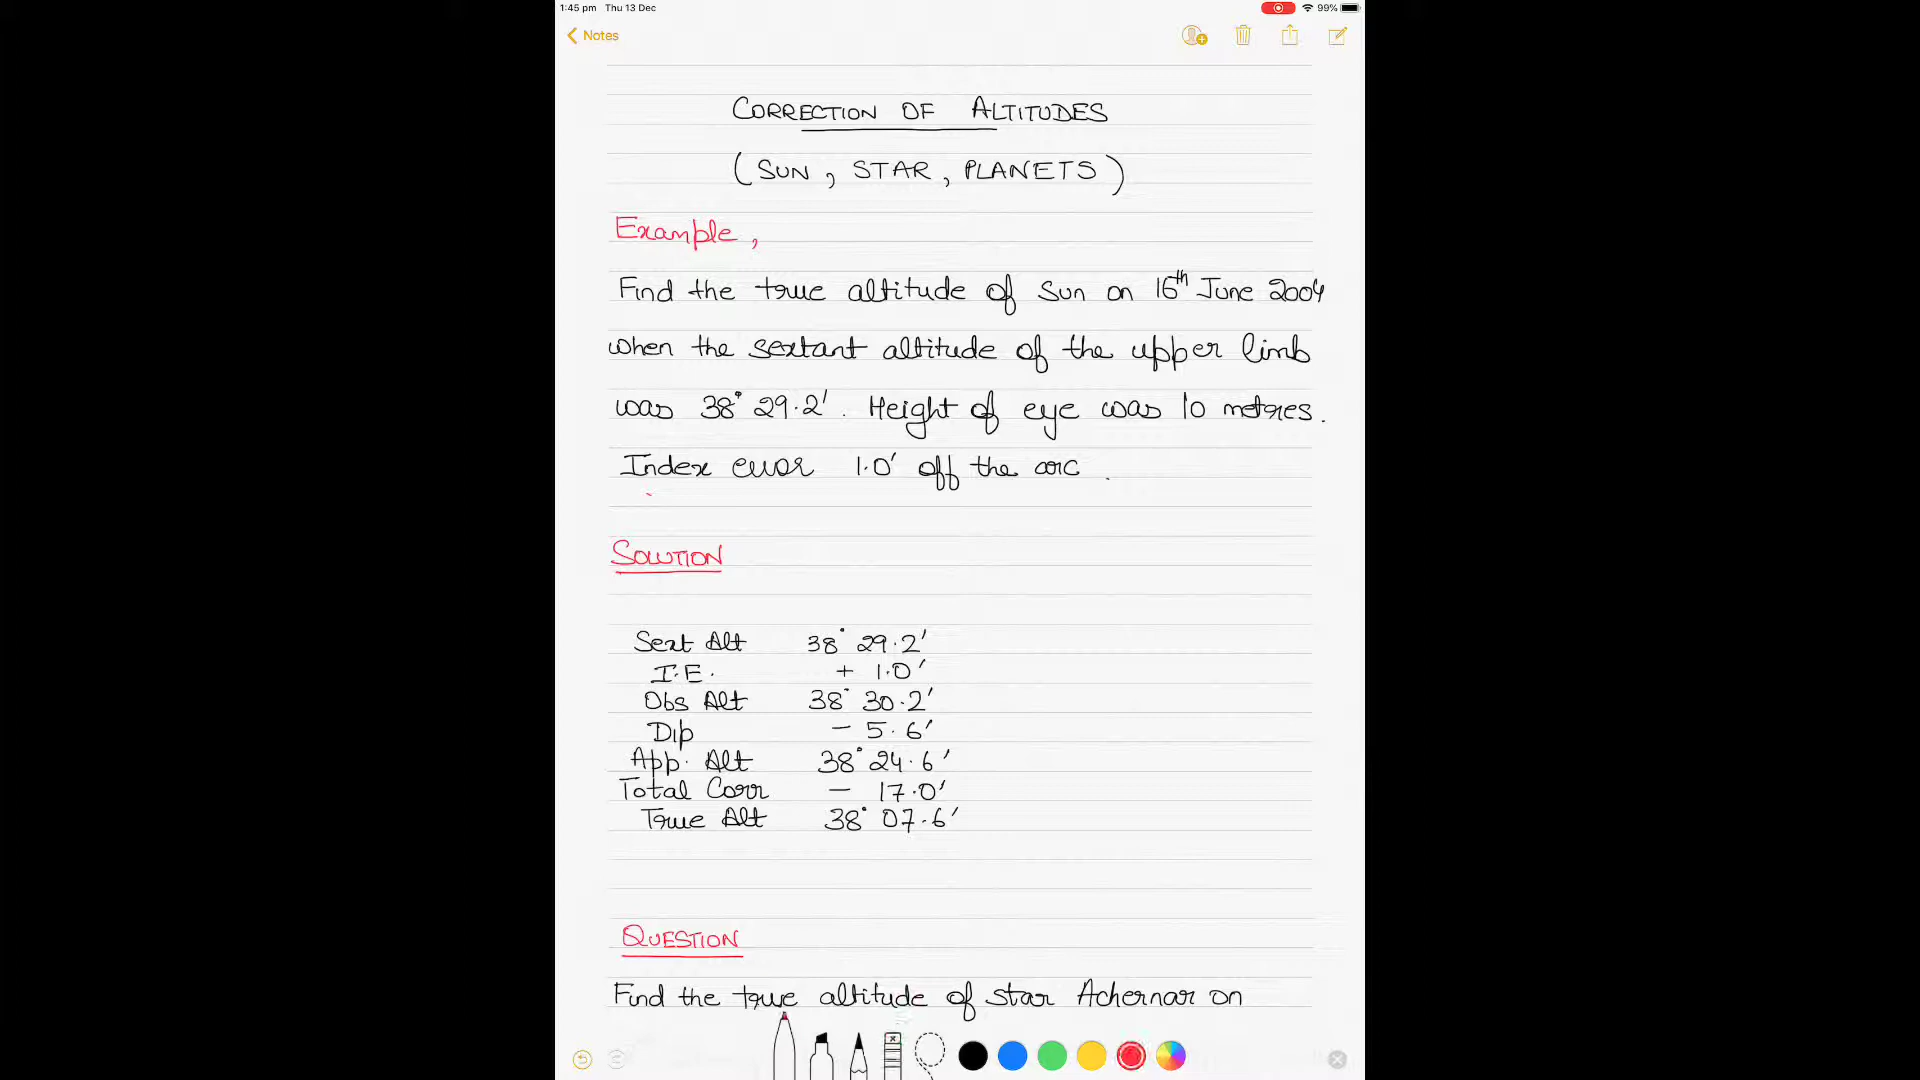 1:45 pm Thu 13 Dec
99%
Notes
CORRECTION OF ALTITUDES
(SUN, STAR, PLANETS)
Example,
Find the true altitude of Sun on 16th June 2004
when the sextant altitude of the upper limb
was 38° 29.2'. Height of eye was 10 metres.
Index error 1.0' off the arc.
SOLUTION
Sext Alt 38° 29.2'
I.E. + 1.0'
Obs Alt 38° 30.2'
Dip - 5.6'
App. Alt 38° 24.6'
Total Corr - 17.0'
True Alt 38° 07.6'
QUESTION
Find the true altitude of star Achernar on